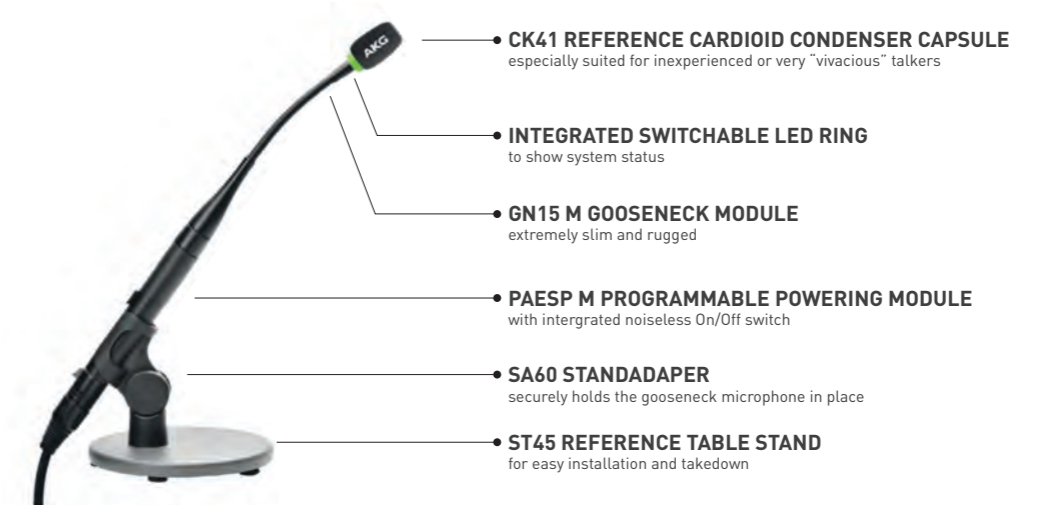 AKG
CK41 REFERENCE CARDIOID CONDENSER CAPSULE
especially suited for inexperienced or very “vivacious” talkers
INTEGRATED SWITCHABLE LED RING
to show system status
GN15 M GOOSENECK MODULE
extremely slim and rugged
PAESP M PROGRAMMABLE POWERING MODULE
with intergrated noiseless On/Off switch
SA60 STANDADAPER
securely holds the gooseneck microphone in place
ST45 REFERENCE TABLE STAND
for easy installation and takedown